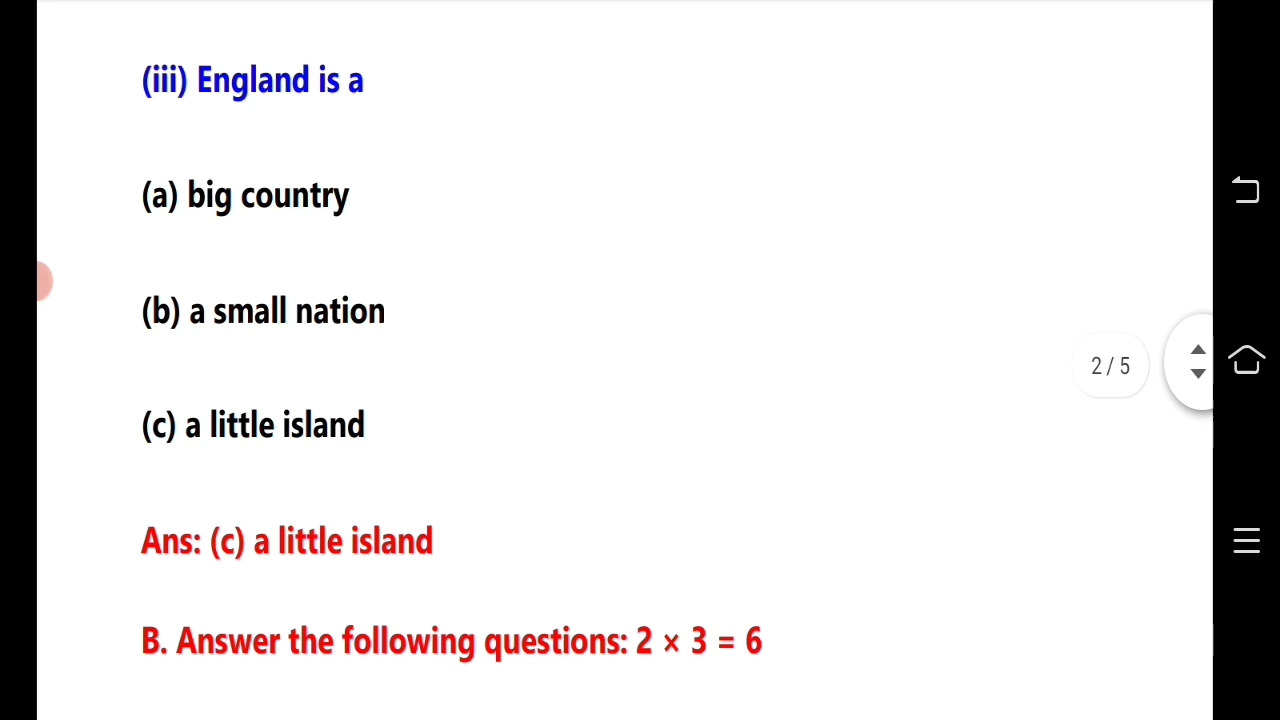 (iii) England is a
(a) big country
(b) a small nation
2 / 5
(c) a little island
Ans: (c) a little island
B. Answer the following questions: 2 × 3 = 6